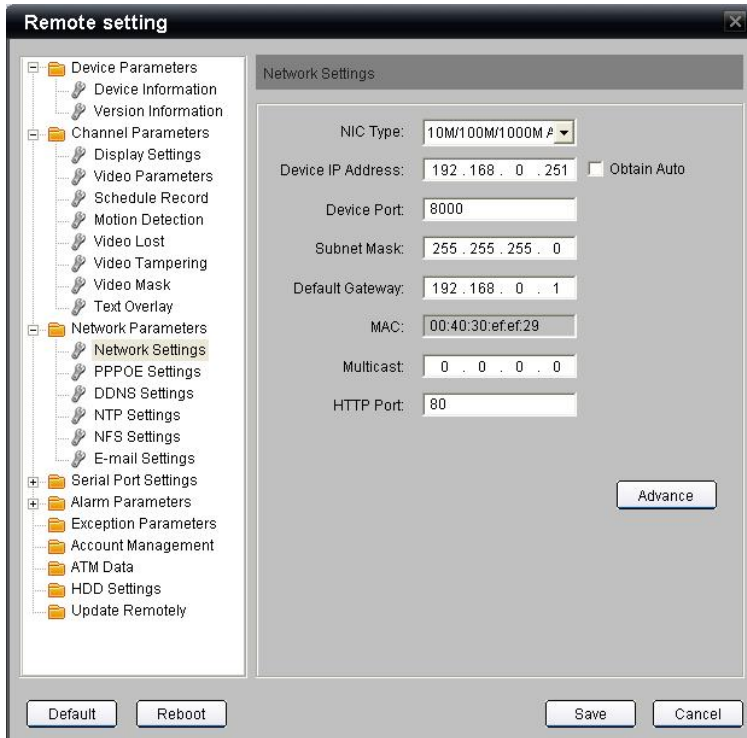 Remote setting
Device Parameters
Device Information
Version Information
Channel Parameters
Display Settings
Video Parameters
Schedule Record
Motion Detection
Video Lost
Video Tampering
Video Mask
Text Overlay
Network Parameters
Network Settings
PPPOE Settings
DDNS Settings
NTP Settings
NFS Settings
E-mail Settings
Serial Port Settings
Alarm Parameters
Exception Parameters
Account Management
ATM Data
HDD Settings
Update Remotely
Network Settings
NIC Type: 10M/100M/1000M A
Device IP Address: 192 . 168 . 0 . 251 Obtain Auto
Device Port: 8000
Subnet Mask: 255 . 255 . 255 . 0
Default Gateway: 192 . 168 . 0 . 1
MAC: 00:40:30:ef:ef:29
Multicast: 0 . 0 . 0 . 0
HTTP Port: 80
Advance
Default Reboot Save Cancel